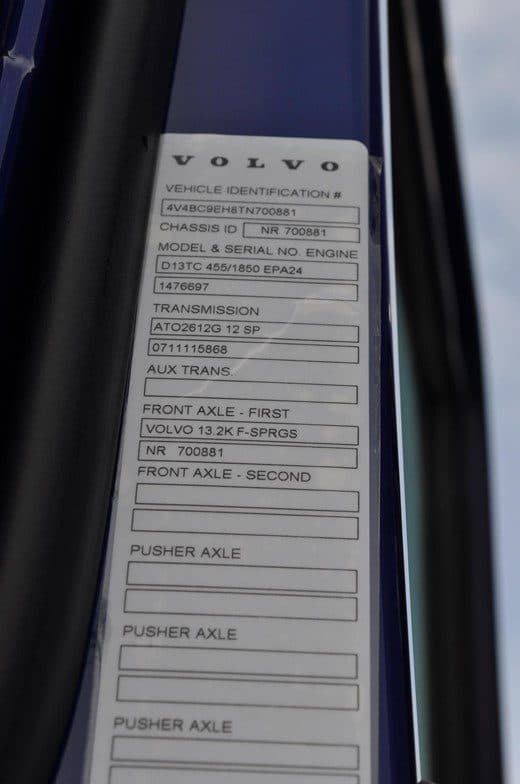 VOLVO
VEHICLE IDENTIFICATION #
4V4BC9EH8TN700881
CHASSIS ID NR 700881
MODEL & SERIAL NO. ENGINE
D13TC 455/1850 EPA24
1476697
TRANSMISSION
ATO2612G 12 SP
0711115868
AUX TRANS.
FRONT AXLE - FIRST
VOLVO 13.2K F-SPRGS
NR 700881
FRONT AXLE - SECOND
PUSHER AXLE
PUSHER AXLE
PUSHER AXLE